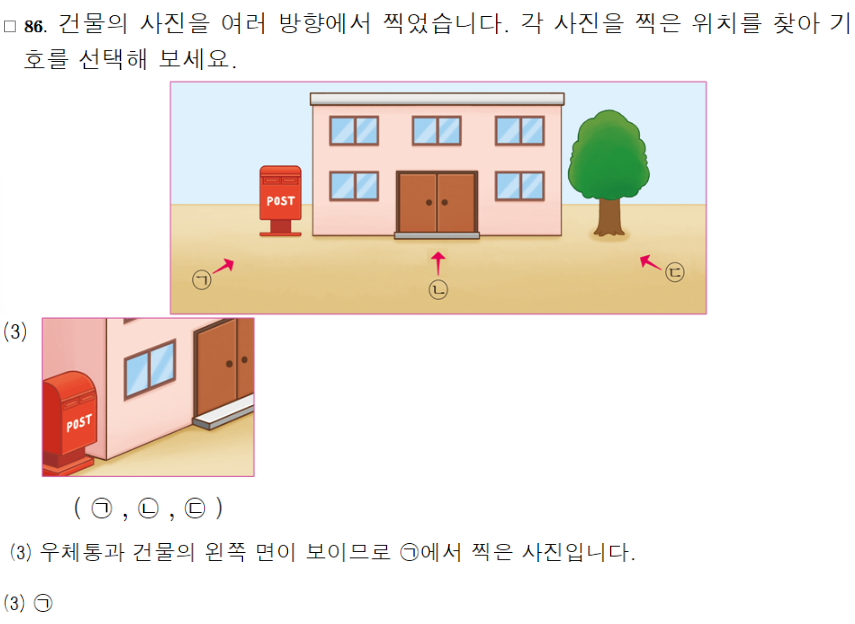 □ 86. 건물의 사진을 여러 방향에서 찍었습니다. 각 사진을 찍은 위치를 찾아 기
호를 선택해 보세요.
POST
㉠
㉡
㉢
(3)
POST
( ㉠ , ㉡ , ㉢ )
(3) 우체통과 건물의 왼쪽 면이 보이므로 ㉠에서 찍은 사진입니다.
(3) ㉠